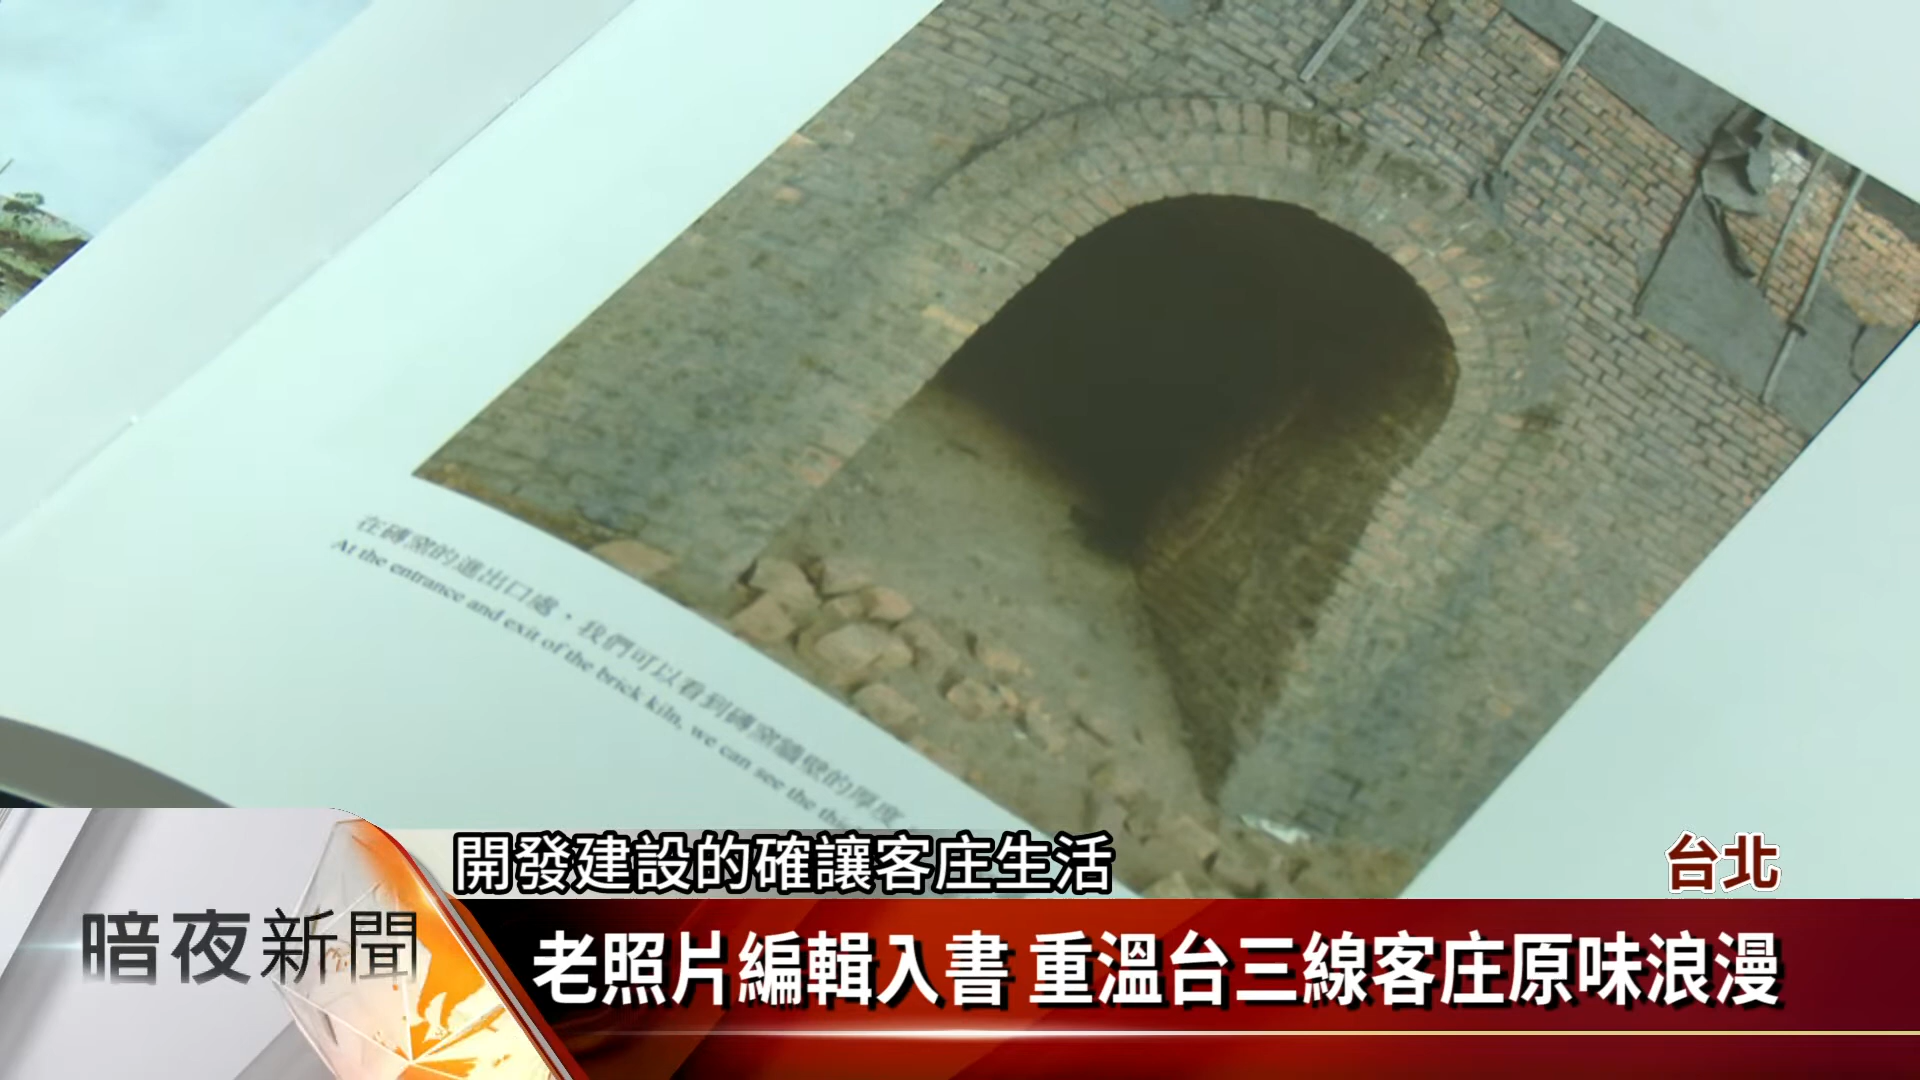 在磚窯的進出口處，我們可以看到磚窯牆壁的厚度
At the entrance and exit of the brick kiln, we can see the
開發建設的確讓客庄生活
台北
暗夜新聞
老照片編輯入書 重溫台三線客庄原味浪漫